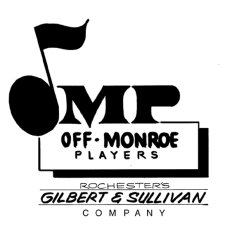 OMP
OFF·MONROE
PLAYERS
ROCHESTER'S
GILBERT & SULLIVAN
COMPANY